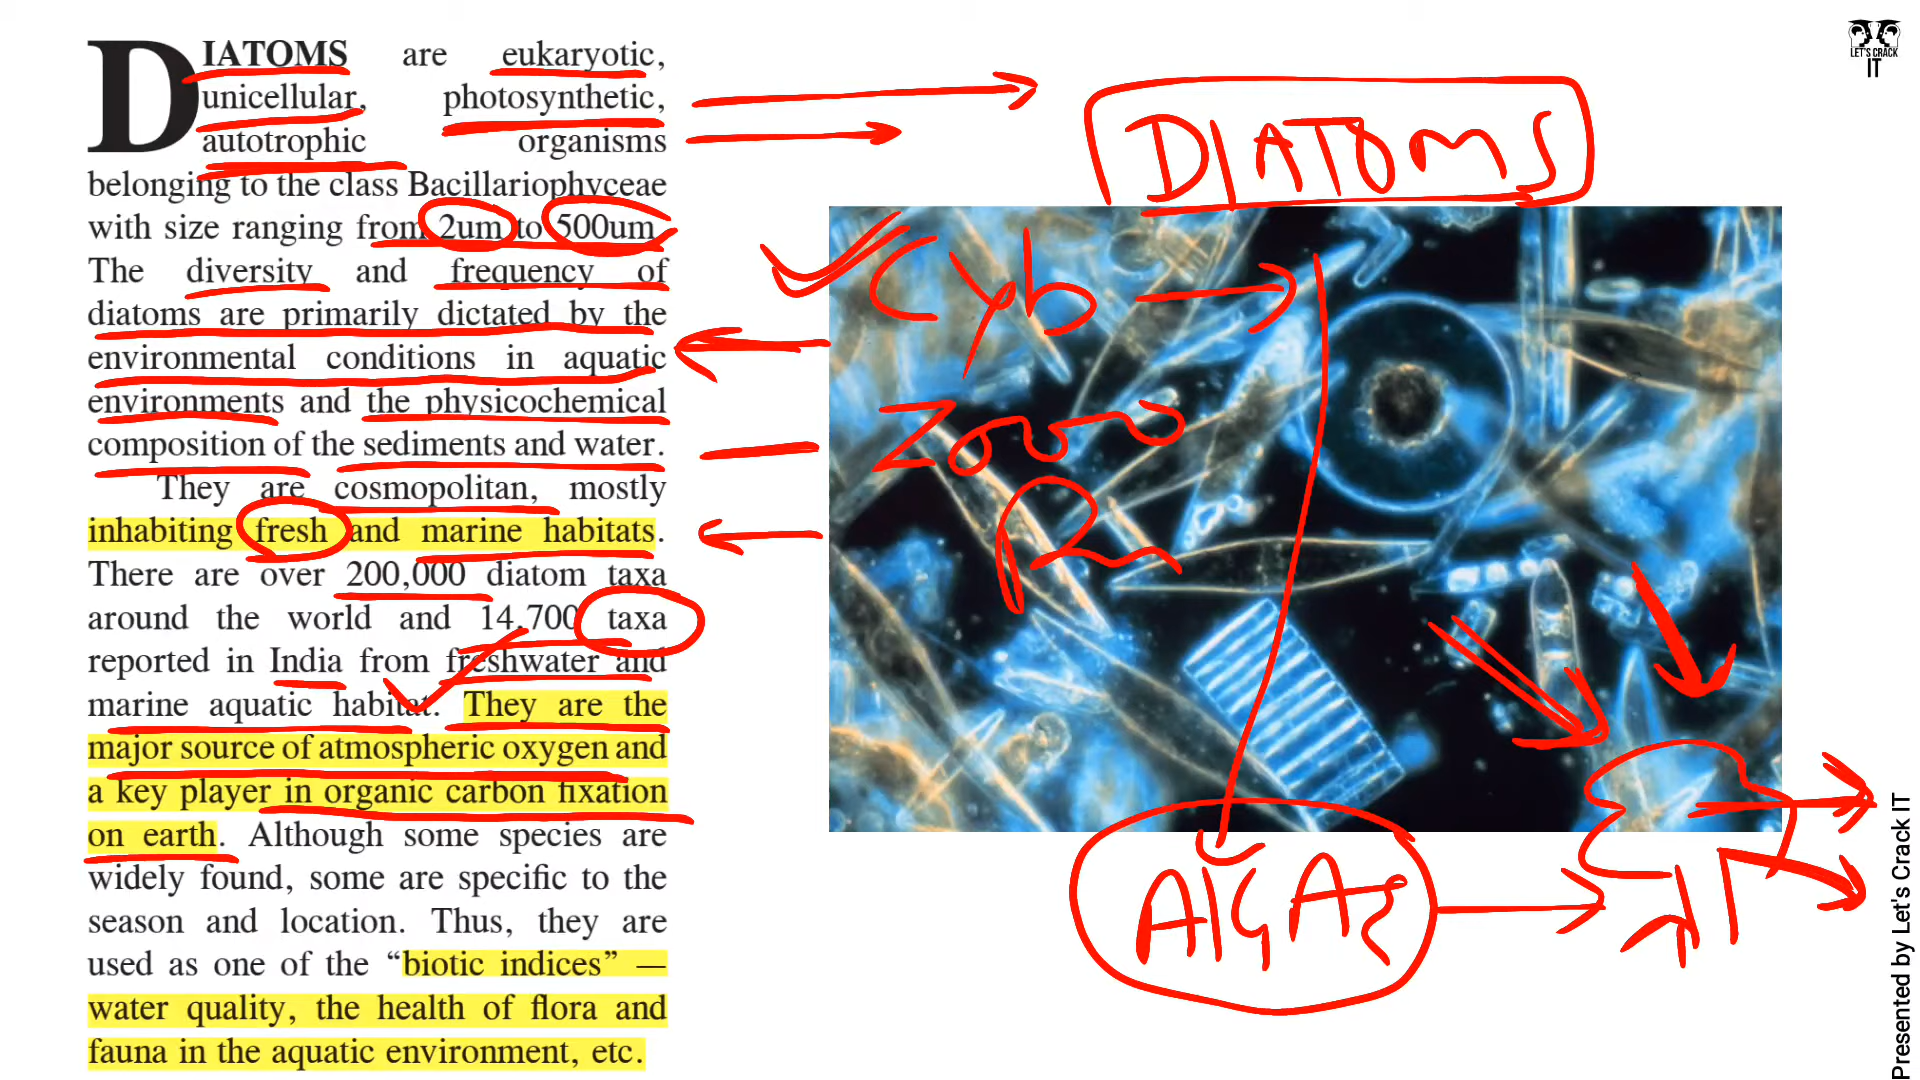 DIATOMS are eukaryotic,
unicellular, photosynthetic,
autotrophic organisms
belonging to the class Bacillariophyceae
with size ranging from 2um to 500um.
The diversity and frequency of
diatoms are primarily dictated by the
environmental conditions in aquatic
environments and the physicochemical
composition of the sediments and water.
They are cosmopolitan, mostly
inhabiting fresh and marine habitats.
There are over 200,000 diatom taxa
around the world and 14,700 taxa
reported in India from freshwater and
marine aquatic habitat. They are the
major source of atmospheric oxygen and
a key player in organic carbon fixation
on earth. Although some species are
widely found, some are specific to the
season and location. Thus, they are
used as one of the “biotic indices” —
water quality, the health of flora and
fauna in the aquatic environment, etc.
DIATOMS
Cyb
Zooo
ALGAE
LET'S CRACK
IT
Presented by Let's Crack IT